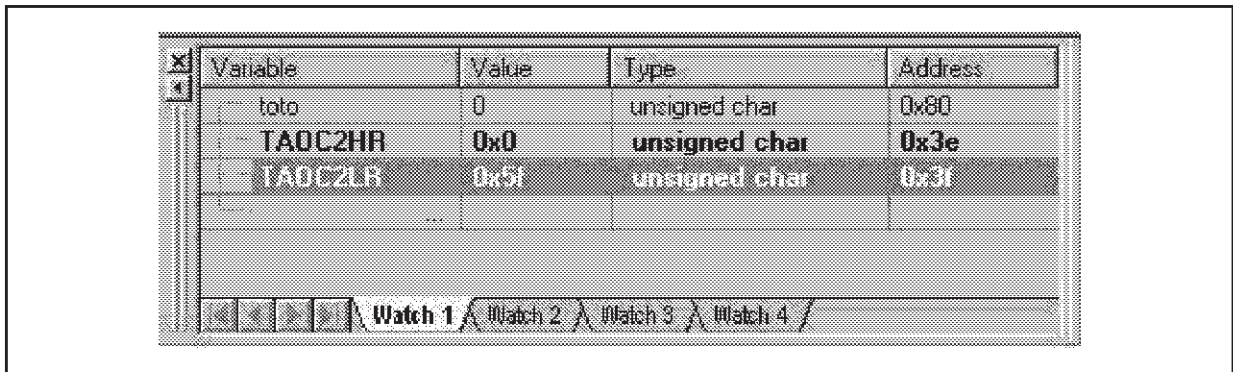 Variable Value Type Address
toto 0 unsigned char 0x80
TAOC2HR 0x0 unsigned char 0x3e
TAOC2LR 0x5f unsigned char 0x3f
...
Watch 1 Watch 2 Watch 3 Watch 4